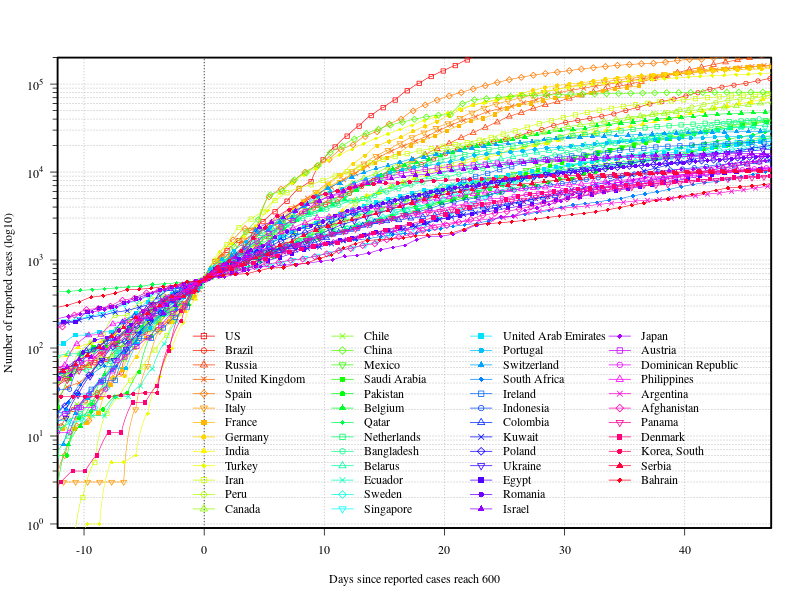 Number of reported cases (log10)
10^5
10^4
10^3
10^2
10^1
10^0
US
Brazil
Russia
United Kingdom
Spain
Italy
France
Germany
India
Turkey
Iran
Peru
Canada
Chile
China
Mexico
Saudi Arabia
Pakistan
Belgium
Qatar
Netherlands
Bangladesh
Belarus
Ecuador
Sweden
Singapore
United Arab Emirates
Portugal
Switzerland
South Africa
Ireland
Indonesia
Colombia
Kuwait
Poland
Ukraine
Egypt
Romania
Israel
Japan
Austria
Dominican Republic
Philippines
Argentina
Afghanistan
Panama
Denmark
Korea, South
Serbia
Bahrain
-10 0 10 20 30 40
Days since reported cases reach 600